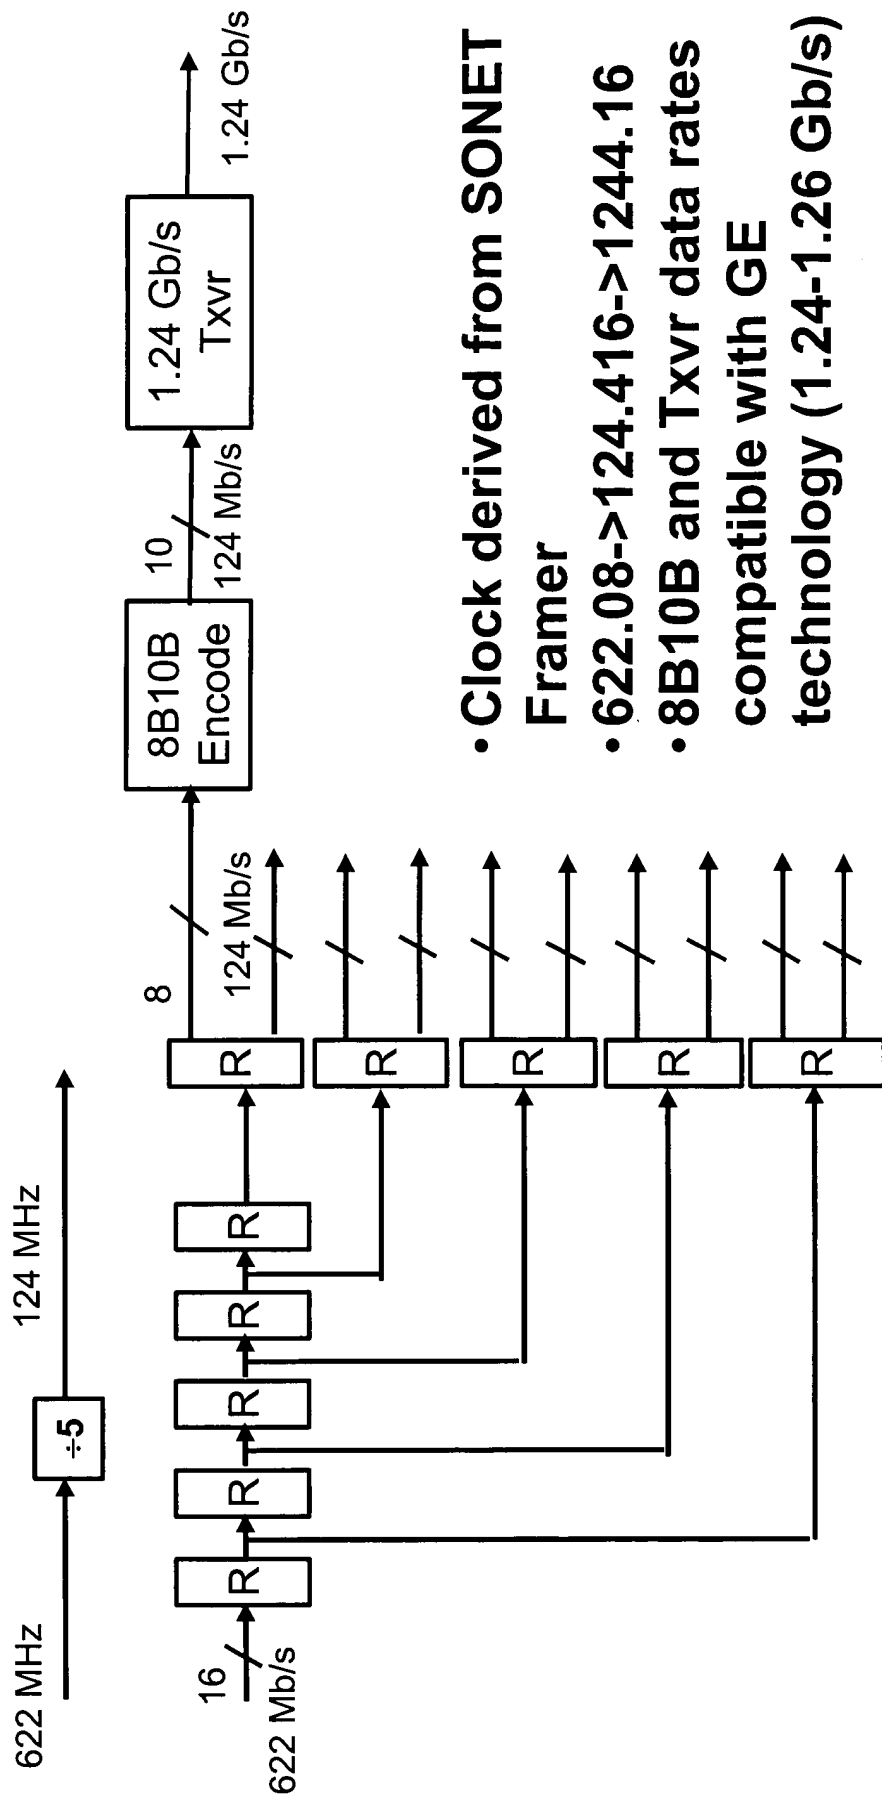 622 MHz
÷5
124 MHz
16
622 Mb/s
R
R
R
R
R
R
R
R
R
R
8
124 Mb/s
8B10B
Encode
10
124 Mb/s
1.24 Gb/s
Txvr
1.24 Gb/s
• Clock derived from SONET
Framer
• 622.08->124.416->1244.16
• 8B10B and Txvr data rates
compatible with GE
technology (1.24-1.26 Gb/s)